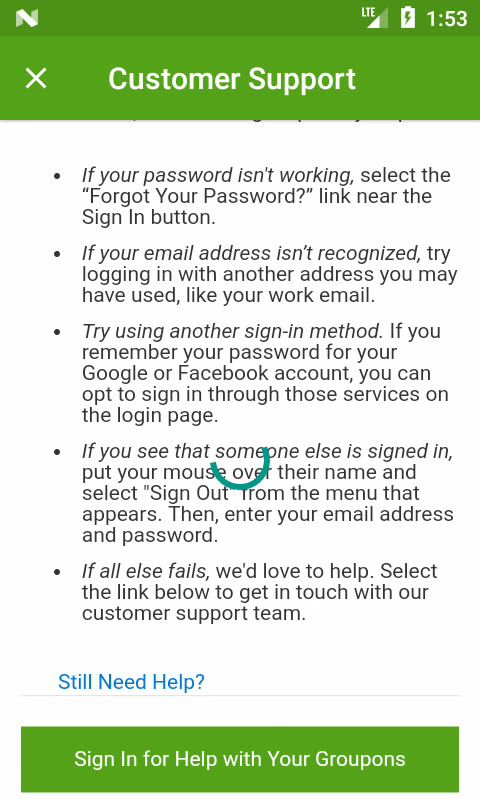 LTE 1:53
Customer Support
If your password isn't working, select the
“Forgot Your Password?” link near the
Sign In button.
If your email address isn’t recognized, try
logging in with another address you may
have used, like your work email.
Try using another sign-in method. If you
remember your password for your
Google or Facebook account, you can
opt to sign in through those services on
the login page.
If you see that someone else is signed in,
put your mouse over their name and
select "Sign Out" from the menu that
appears. Then, enter your email address
and password.
If all else fails, we'd love to help. Select
the link below to get in touch with our
customer support team.
Still Need Help?
Sign In for Help with Your Groupons